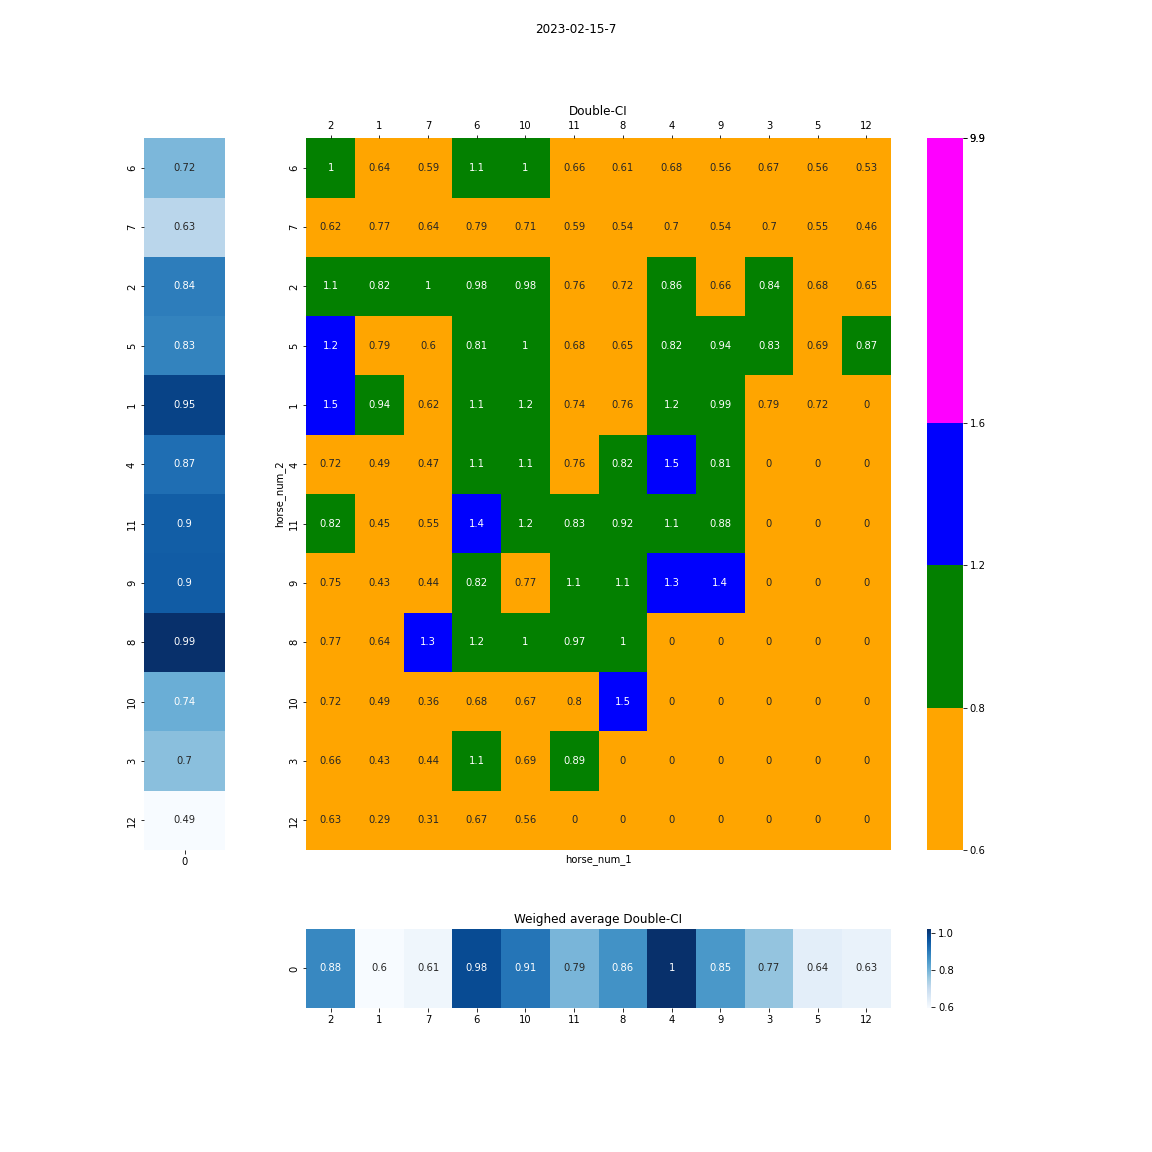 2023-02-15-7
Double-CI
2 1 7 6 10 11 8 4 9 3 5 12
9.9
6 0.72 6 1 0.64 0.59 1.1 1 0.66 0.61 0.68 0.56 0.67 0.56 0.53
7 0.63 7 0.62 0.77 0.64 0.79 0.71 0.59 0.54 0.7 0.54 0.7 0.55 0.46
2 0.84 2 1.1 0.82 1 0.98 0.98 0.76 0.72 0.86 0.66 0.84 0.68 0.65
5 0.83 5 1.2 0.79 0.6 0.81 1 0.68 0.65 0.82 0.94 0.83 0.69 0.87
1 0.95 1 1.5 0.94 0.62 1.1 1.2 0.74 0.76 1.2 0.99 0.79 0.72 0
1.6
4 0.87 4 0.72 0.49 0.47 1.1 1.1 0.76 0.82 1.5 0.81 0 0 0
horse_num_2
11 0.9 11 0.82 0.45 0.55 1.4 1.2 0.83 0.92 1.1 0.88 0 0 0
1.2
9 0.9 9 0.75 0.43 0.44 0.82 0.77 1.1 1.1 1.3 1.4 0 0 0
8 0.99 8 0.77 0.64 1.3 1.2 1 0.97 1 0 0 0 0 0
10 0.74 10 0.72 0.49 0.36 0.68 0.67 0.8 1.5 0 0 0 0 0
0.8
3 0.7 3 0.66 0.43 0.44 1.1 0.69 0.89 0 0 0 0 0 0
12 0.49 12 0.63 0.29 0.31 0.67 0.56 0 0 0 0 0 0 0
0.6
0 horse_num_1
Weighed average Double-CI
1.0
0 0.88 0.6 0.61 0.98 0.91 0.79 0.86 1 0.85 0.77 0.64 0.63
0.8
0.6
2 1 7 6 10 11 8 4 9 3 5 12